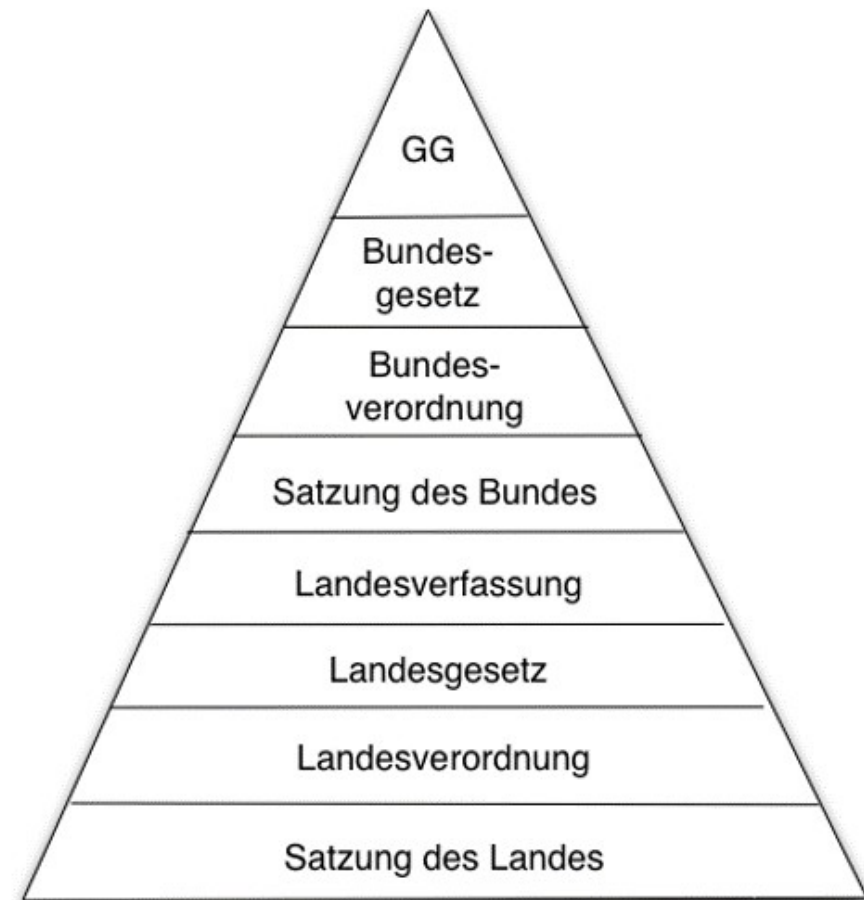 GG
Bundes-
gesetz
Bundes-
verordnung
Satzung des Bundes
Landesverfassung
Landesgesetz
Landesverordnung
Satzung des Landes